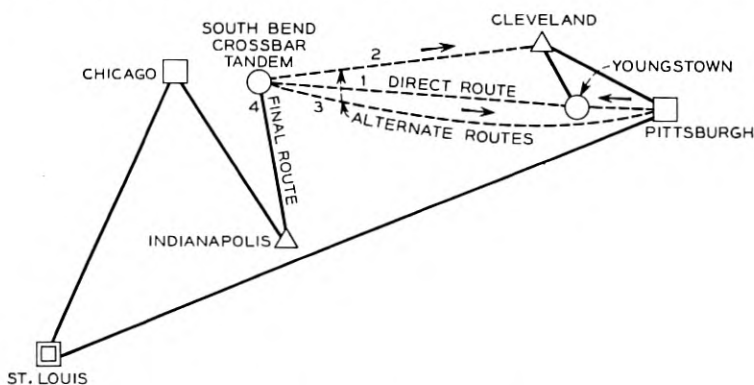 SOUTH BEND
CROSSBAR
TANDEM
CLEVELAND
CHICAGO
2
YOUNGSTOWN
1
DIRECT ROUTE
4
3
ALTERNATE ROUTES
PITTSBURGH
FINAL ROUTE
INDIANAPOLIS
ST. LOUIS